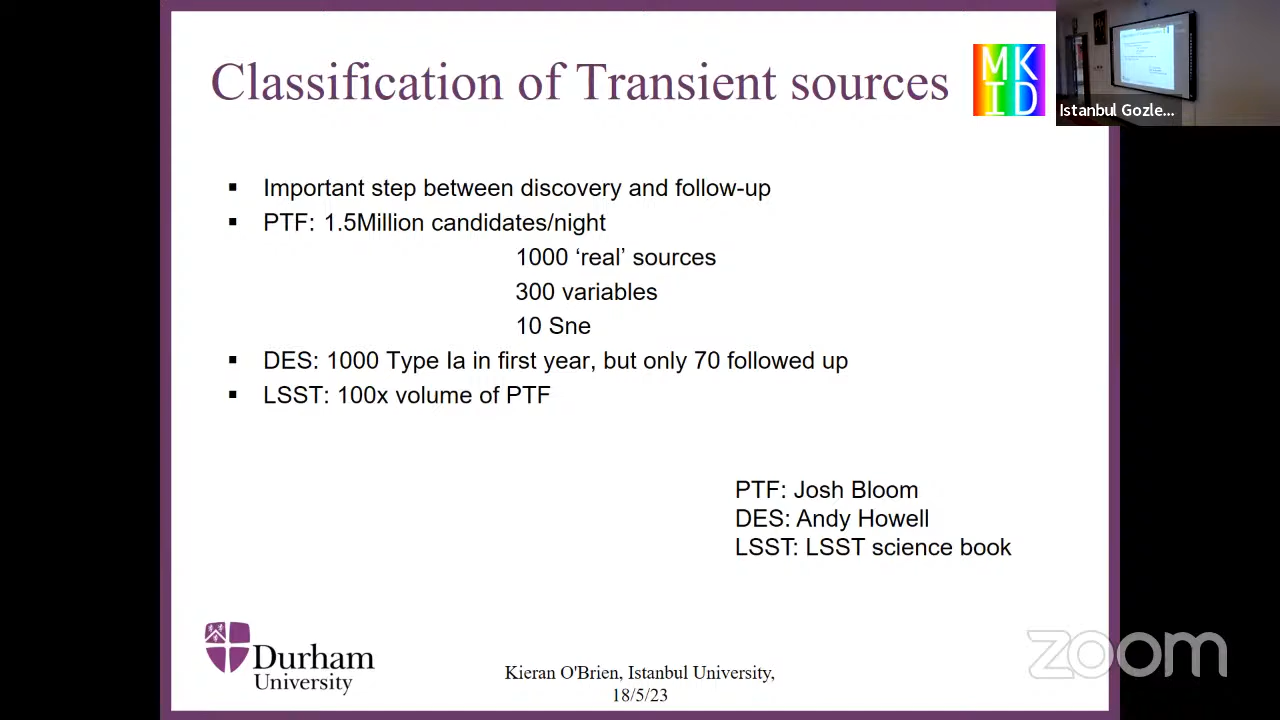 Classification of Transient sources
MK
ID
Istanbul Gozle...
▪ Important step between discovery and follow-up
▪ PTF: 1.5Million candidates/night
1000 ‘real’ sources
300 variables
10 Sne
▪ DES: 1000 Type Ia in first year, but only 70 followed up
▪ LSST: 100x volume of PTF
PTF: Josh Bloom
DES: Andy Howell
LSST: LSST science book
Durham
University
Kieran O'Brien, Istanbul University,
18/5/23
zoom